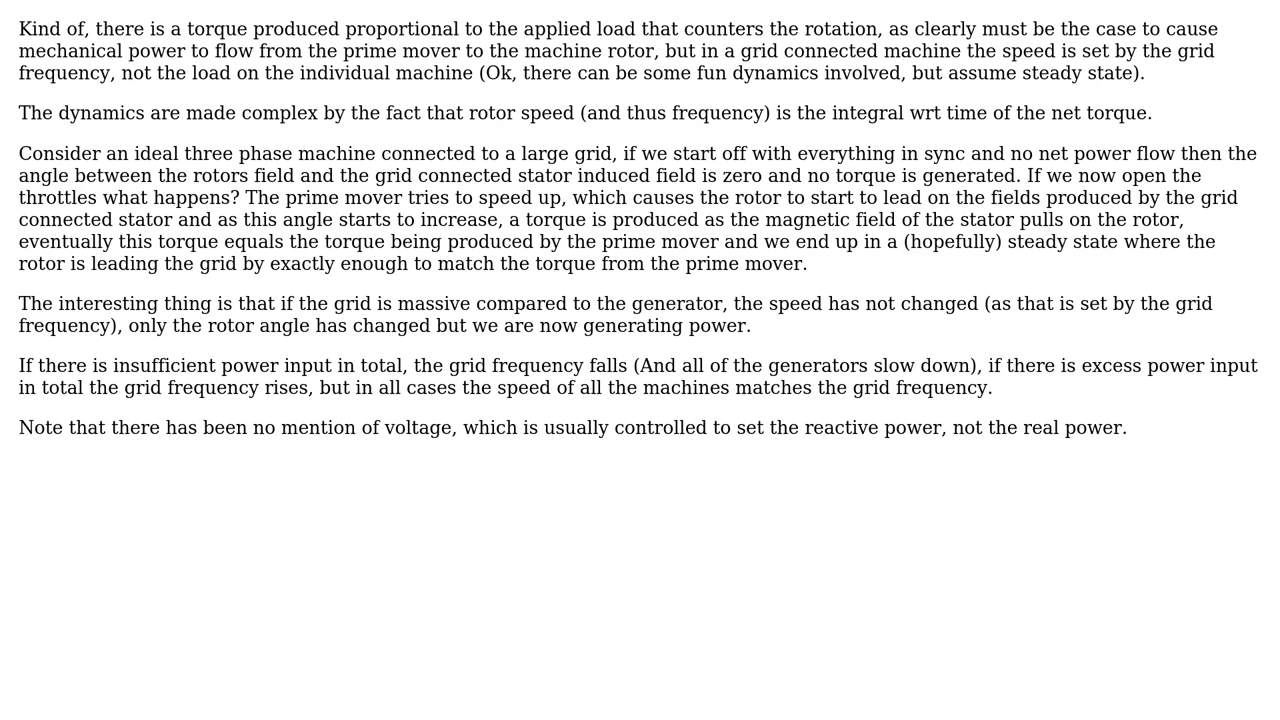 Kind of, there is a torque produced proportional to the applied load that counters the rotation, as clearly must be the case to cause
mechanical power to flow from the prime mover to the machine rotor, but in a grid connected machine the speed is set by the grid
frequency, not the load on the individual machine (Ok, there can be some fun dynamics involved, but assume steady state).
The dynamics are made complex by the fact that rotor speed (and thus frequency) is the integral wrt time of the net torque.
Consider an ideal three phase machine connected to a large grid, if we start off with everything in sync and no net power flow then the
angle between the rotors field and the grid connected stator induced field is zero and no torque is generated. If we now open the
throttles what happens? The prime mover tries to speed up, which causes the rotor to start to lead on the fields produced by the grid
connected stator and as this angle starts to increase, a torque is produced as the magnetic field of the stator pulls on the rotor,
eventually this torque equals the torque being produced by the prime mover and we end up in a (hopefully) steady state where the
rotor is leading the grid by exactly enough to match the torque from the prime mover.
The interesting thing is that if the grid is massive compared to the generator, the speed has not changed (as that is set by the grid
frequency), only the rotor angle has changed but we are now generating power.
If there is insufficient power input in total, the grid frequency falls (And all of the generators slow down), if there is excess power input
in total the grid frequency rises, but in all cases the speed of all the machines matches the grid frequency.
Note that there has been no mention of voltage, which is usually controlled to set the reactive power, not the real power.